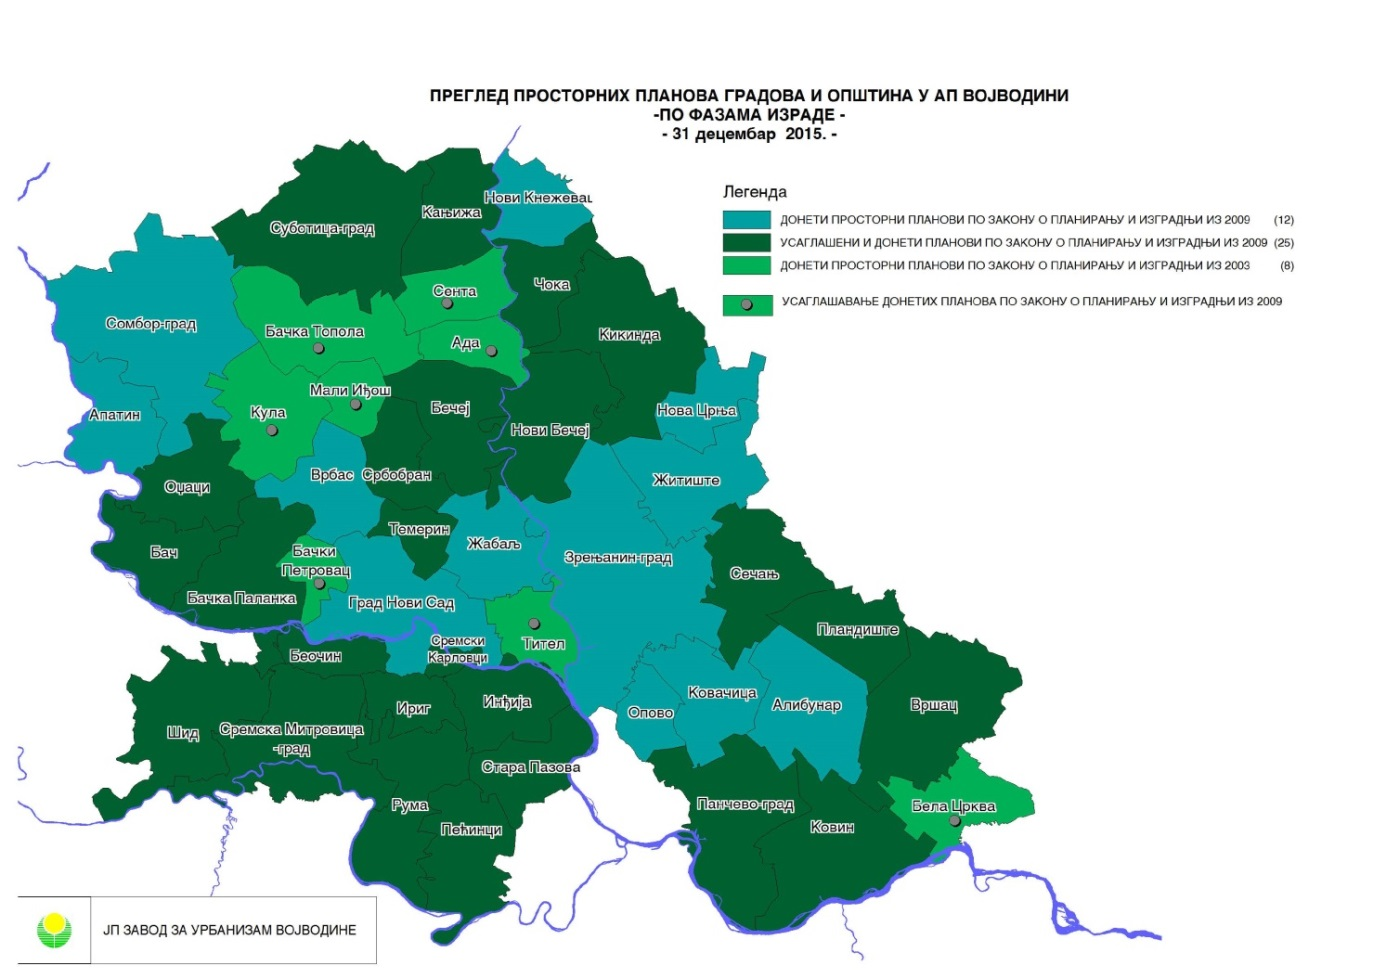 ПРЕГЛЕД ПРОСТОРНИХ ПЛАНОВА ГРАДОВА И ОПШТИНА У АП ВОЈВОДИНИ
-ПО ФАЗАМА ИЗРАДЕ -
- 31 децембар 2015. -
Легенда
ДОНЕТИ ПРОСТОРНИ ПЛАНОВИ ПО ЗАКОНУ О ПЛАНИРАЊУ И ИЗГРАДЊИ ИЗ 2009 (12)
УСАГЛАШЕНИ И ДОНЕТИ ПЛАНОВИ ПО ЗАКОНУ О ПЛАНИРАЊУ И ИЗГРАДЊИ ИЗ 2009 (25)
ДОНЕТИ ПРОСТОРНИ ПЛАНОВИ ПО ЗАКОНУ О ПЛАНИРАЊУ И ИЗГРАДЊИ ИЗ 2003 (8)
УСАГЛАШАВАЊЕ ДОНЕТИХ ПЛАНОВА ПО ЗАКОНУ О ПЛАНИРАЊУ И ИЗГРАДЊИ ИЗ 2009
Нови Кнежевац
Кањижа
Суботица-град
Чока
Сента
Сомбор-град
Бачка Топола
Ада
Кикинда
Мали Иђош
Апатин
Кула
Бечеј
Нова Црња
Нови Бечеј
Врбас
Србобран
Житиште
Оџаци
Темерин
Жабаљ
Бач
Бачки
Петровац
Зрењанин-град
Сечањ
Бачка Паланка
Град Нови Сад
Пландиште
Сремски
Карловци
Тител
Беочин
Ковачица
Ириг
Инђија
Опово
Алибунар
Вршац
Шид
Сремска Митровица
-град
Стара Пазова
Рума
Панчево-град
Бела Црква
Пећинци
Ковин
ЈП ЗАВОД ЗА УРБАНИЗАМ ВОЈВОДИНЕ